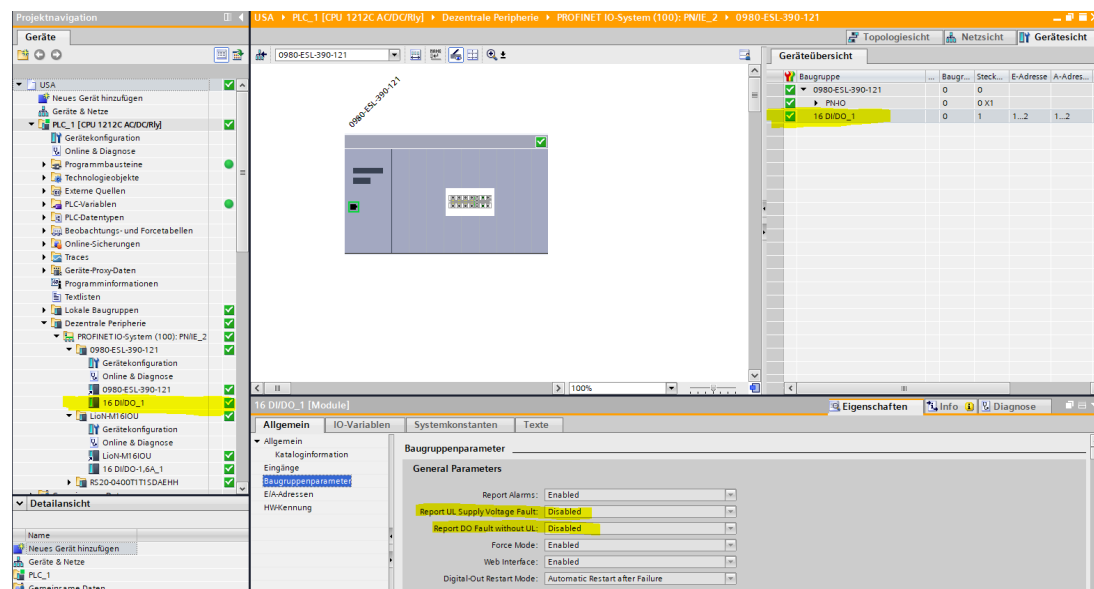 Projektnavigation
USA ▸ PLC_1 [CPU 1212C AC/DC/Rly] ▸ Dezentrale Peripherie ▸ PROFINET IO-System (100): PN/IE_2 ▸ 0980-ESL-390-121
Geräte
Topologiesicht
Netzsicht
Gerätesicht
0980-ESL-390-121
Geräteübersicht
Baugruppe
... Baugr... Steck... E-Adresse A-Adres...
0980-ESL-390-121 0 0
PN-IO 0 0 X1
16 DI/DO_1 0 1 1...2 1...2
0980-ESL-390-121
USA
Neues Gerät hinzufügen
Geräte & Netze
PLC_1 [CPU 1212C AC/DC/Rly]
Gerätekonfiguration
Online & Diagnose
Programmbausteine
Technologieobjekte
Externe Quellen
PLC-Variablen
PLC-Datentypen
Beobachtungs- und Forcetabellen
Online-Sicherungen
Traces
Geräte-Proxy-Daten
Programminformationen
Textlisten
Lokale Baugruppen
Dezentrale Peripherie
PROFINET IO-System (100): PN/IE_2
0980-ESL-390-121
Gerätekonfiguration
Online & Diagnose
0980-ESL-390-121
16 DI/DO_1
LioN-M16IOU
Gerätekonfiguration
Online & Diagnose
LioN-M16IOU
16 DI/DO-1,6A_1
RS20-0400T1T1SDAEHH
Detailansicht
Name
Neues Gerät hinzufügen
Geräte & Netze
PLC_1
Gemeinsame Daten
100%
16 DI/DO_1 [Module]
Eigenschaften
Info
Diagnose
Allgemein
IO-Variablen
Systemkonstanten
Texte
Allgemein
Kataloginformation
Eingänge
Baugruppenparameter
E/A-Adressen
HW-Kennung
Baugruppenparameter
General Parameters
Report Alarms: Enabled
Report UL Supply Voltage Fault: Disabled
Report DO Fault without UL: Disabled
Force Mode: Enabled
Web Interface: Enabled
Digital-Out Restart Mode: Automatic Restart after Failure